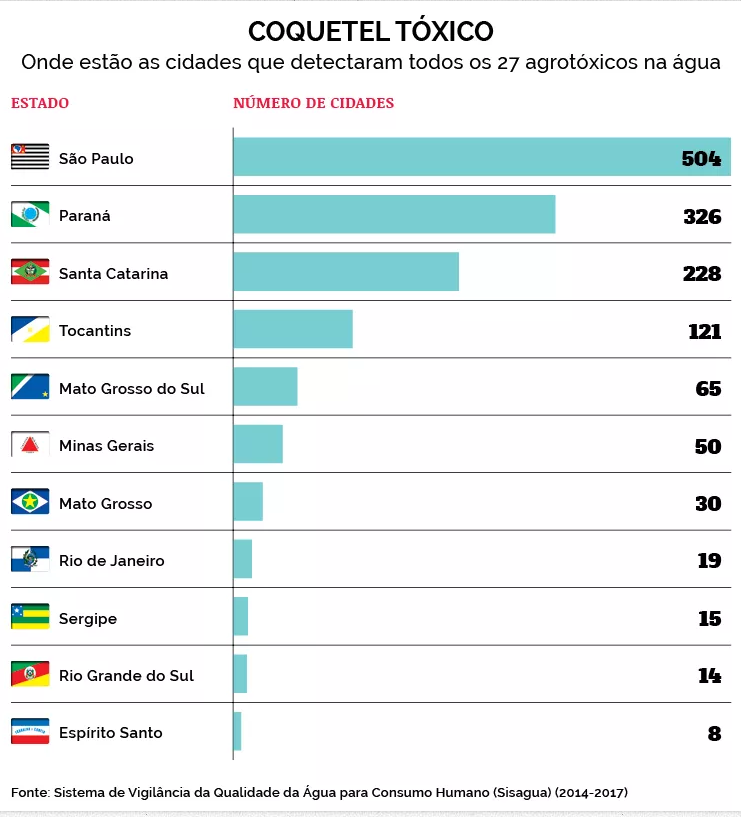 COQUETEL TÓXICO
Onde estão as cidades que detectaram todos os 27 agrotóxicos na água
ESTADO NÚMERO DE CIDADES
São Paulo 504
Paraná 326
Santa Catarina 228
Tocantins 121
Mato Grosso do Sul 65
Minas Gerais 50
Mato Grosso 30
Rio de Janeiro 19
Sergipe 15
Rio Grande do Sul 14
Espírito Santo 8
Fonte: Sistema de Vigilância da Qualidade da Água para Consumo Humano (Sisagua) (2014-2017)